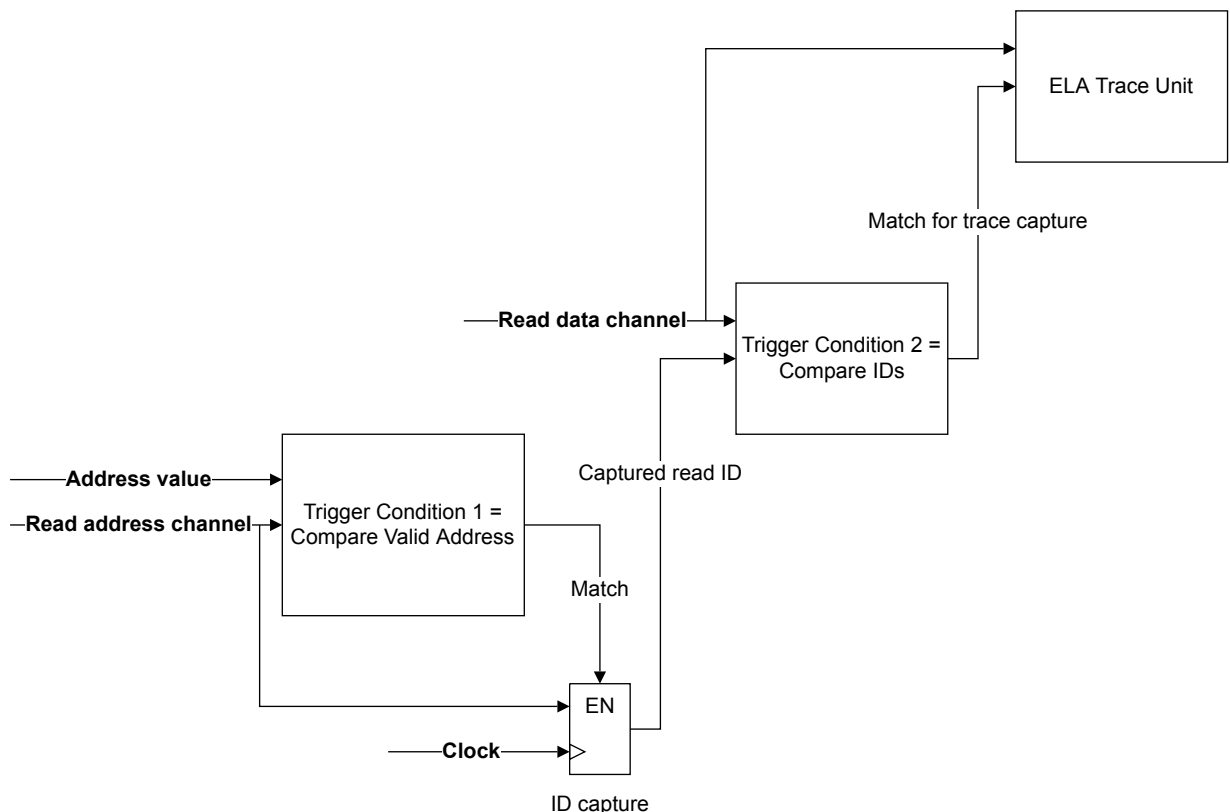 ELA Trace Unit
Match for trace capture
Read data channel
Trigger Condition 2 =
Compare IDs
Captured read ID
Address value
Read address channel
Trigger Condition 1 =
Compare Valid Address
Match
EN
Clock
ID capture